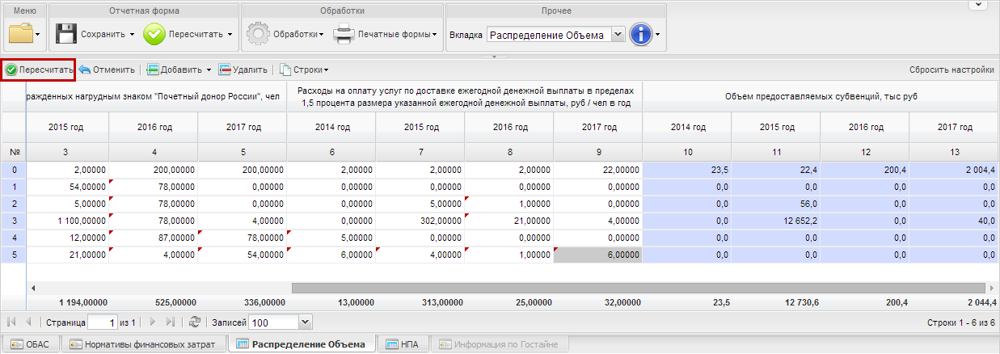 Меню Отчетная форма Обработки Прочее
Сохранить Пересчитать Обработки Печатные формы Вкладка Распределение Объема
Пересчитать Отменить Добавить Удалить Строки Сбросить настройки
ражденных нагрудным знаком "Почетный донор России", чел
Расходы на оплату услуг по доставке ежегодной денежной выплаты в пределах
1,5 процента размера указанной ежегодной денежной выплаты, руб / чел в год
Объем предоставляемых субвенций, тыс руб
2015 год 2016 год 2017 год 2014 год 2015 год 2016 год 2017 год 2014 год 2015 год 2016 год 2017 год
№ 3 4 5 6 7 8 9 10 11 12 13
0 2,00000 200,00000 200,00000 2,00000 2,00000 2,00000 22,00000 23,5 22,4 200,4 2 004,4
1 54,00000 78,00000 0,00000 0,00000 0,00000 0,00000 0,00000 0,0 0,0 0,0 0,0
2 5,00000 78,00000 0,00000 0,00000 5,00000 1,00000 0,00000 0,0 56,0 0,0 0,0
3 1 100,00000 78,00000 4,00000 0,00000 302,00000 21,00000 4,00000 0,0 12 652,2 0,0 40,0
4 12,00000 87,00000 78,00000 5,00000 0,00000 0,00000 0,00000 0,0 0,0 0,0 0,0
5 21,00000 4,00000 54,00000 6,00000 4,00000 1,00000 6,00000 0,0 0,0 0,0 0,0
1 194,00000 525,00000 336,00000 13,00000 313,00000 25,00000 32,00000 23,5 12 730,6 200,4 2 044,4
Страница 1 из 1 Записей 100 Строки 1 - 6 из 6
ОБАС Нормативы финансовых затрат Распределение Объема НПА Информация по Гостайне